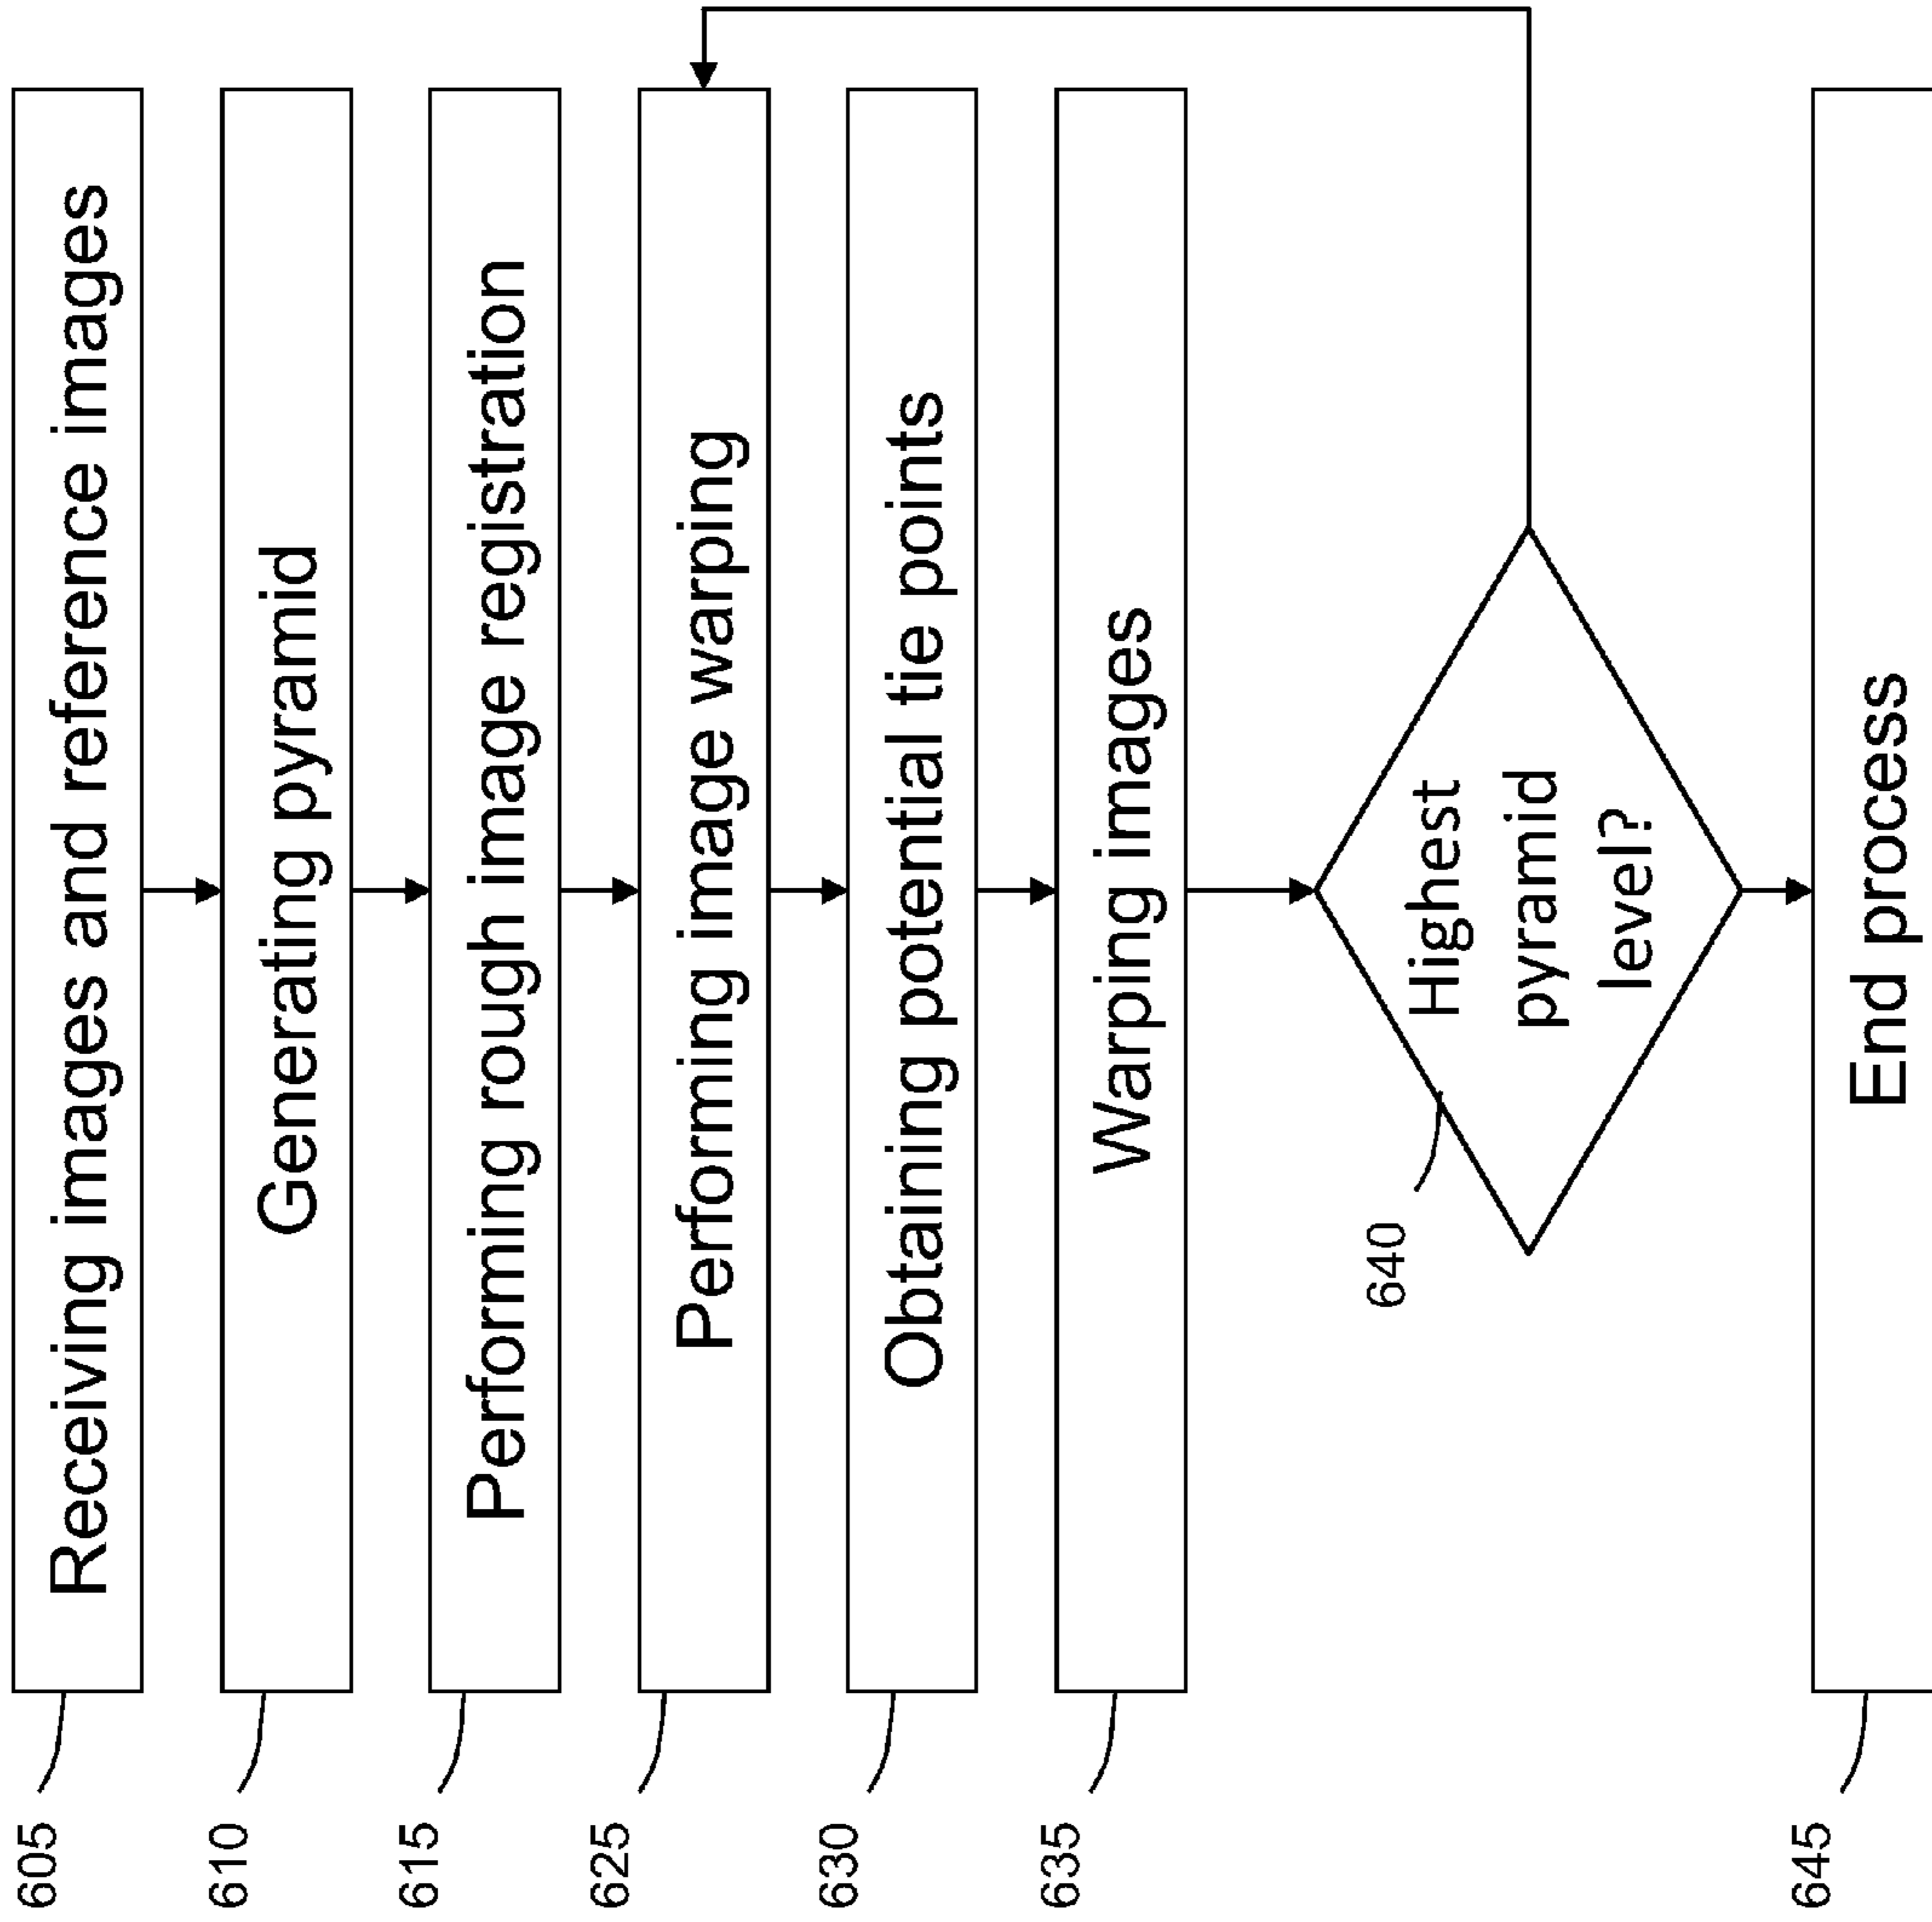 605
Receiving images and reference images
610
Generating pyramid
615
Performing rough image registration
625
Performing image warping
630
Obtaining potential tie points
635
Warping images
640
Highest
pyramid
level?
645
End process